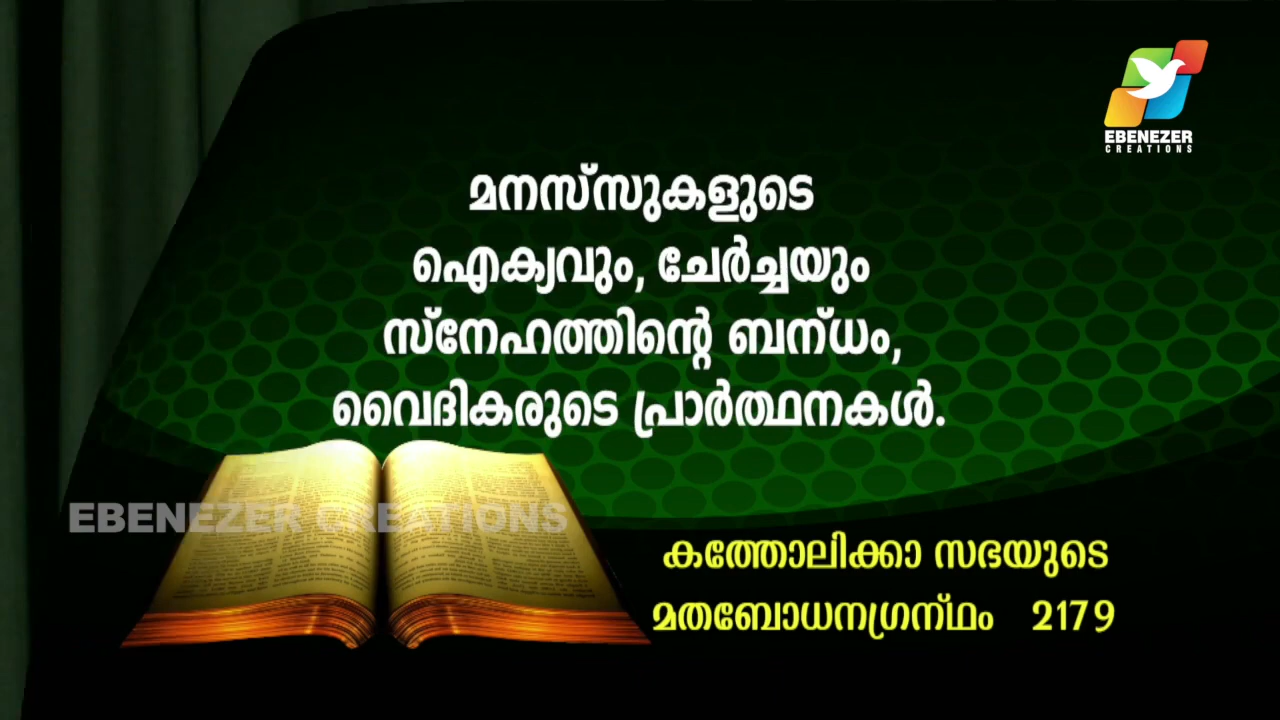 EBENEZER
CREATIONS
മനസ്സുകളുടെ
ഐക്യവും, ചേർച്ചയും
സ്നേഹത്തിന്റെ ബന്ധം,
വൈദികരുടെ പ്രാർത്ഥനകൾ.
EBENEZER CREATIONS
കത്തോലിക്കാ സഭയുടെ
മതബോധനഗ്രന്ഥം 2179